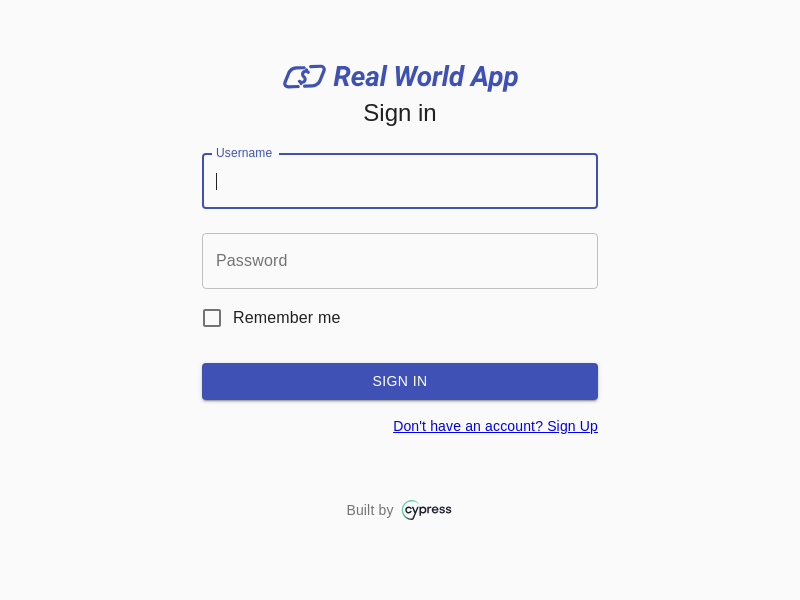 Real World App
Sign in
Username
Password
Remember me
SIGN IN
Don't have an account? Sign Up
Built by cypress